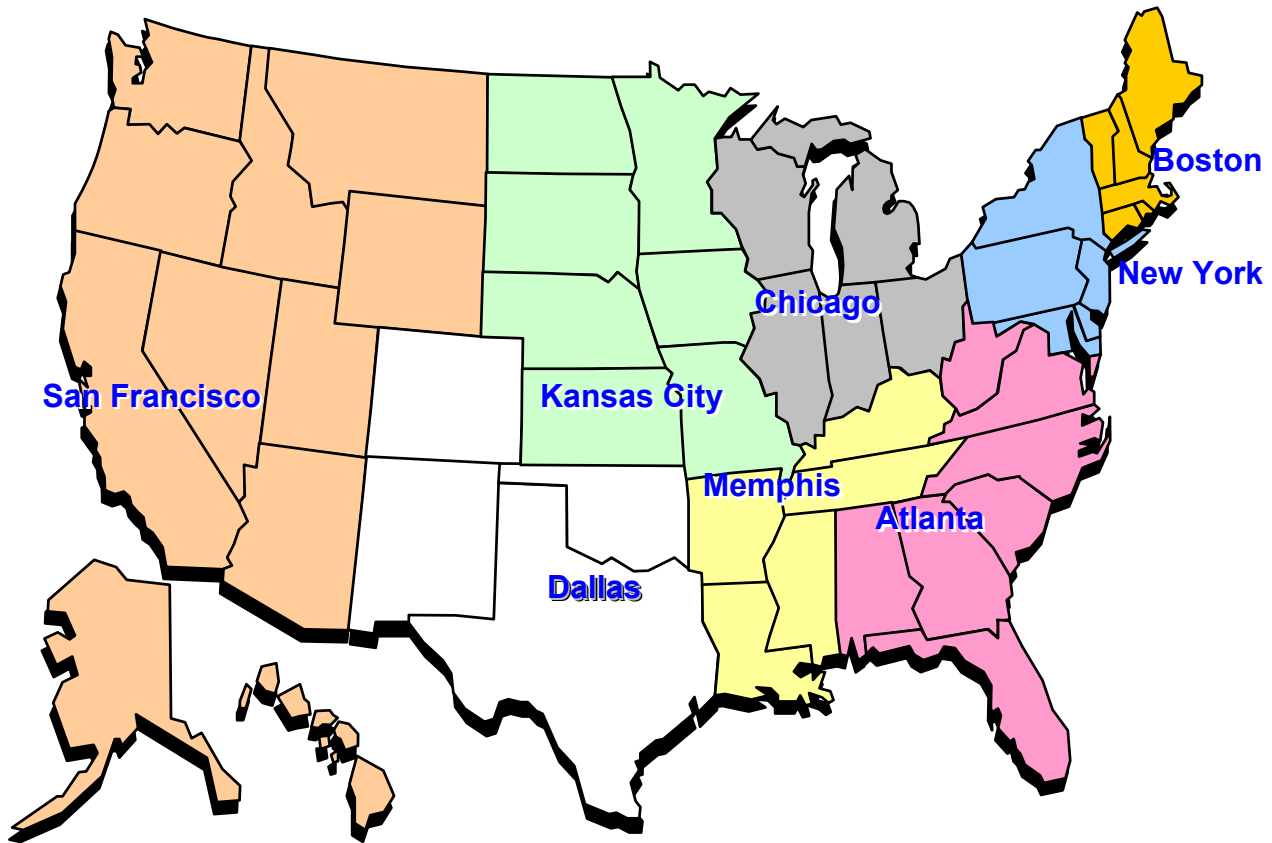 Boston
New York
Chicago
San Francisco
Kansas City
Memphis
Atlanta
Dallas